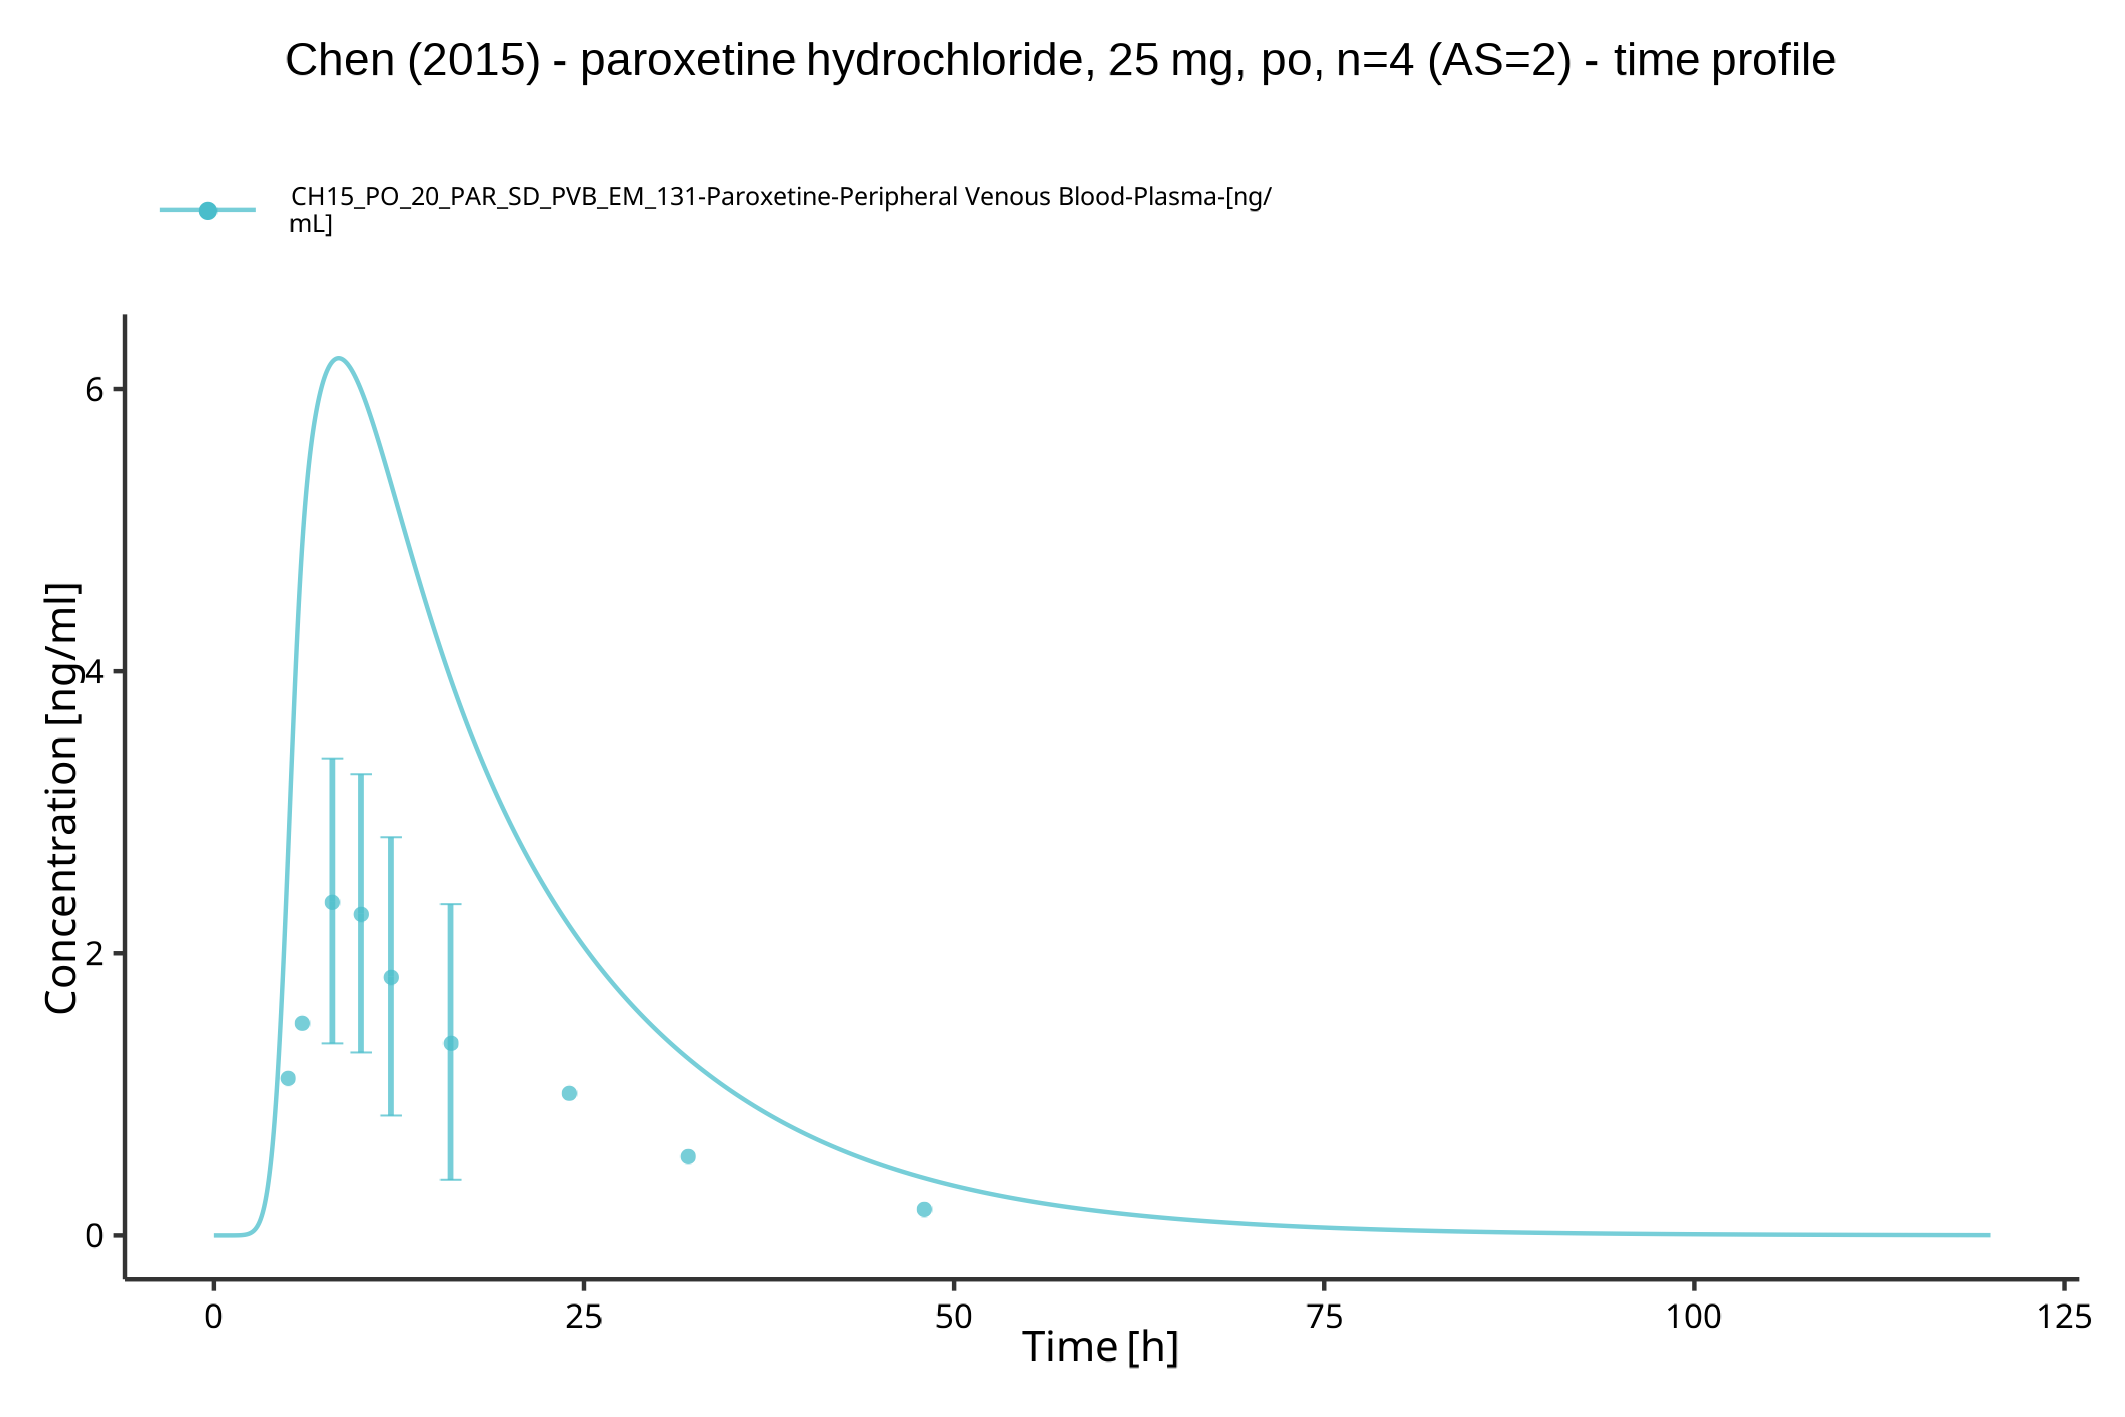 Chen (2015) - paroxetine hydrochloride, 25 mg, po, n=4 (AS=2) - time profile
CH15_PO_20_PAR_SD_PVB_EM_131-Paroxetine-Peripheral Venous Blood-Plasma-[ng/
mL]
Concentration [ng/ml]
6
4
2
0
0 25 50 75 100 125
Time [h]